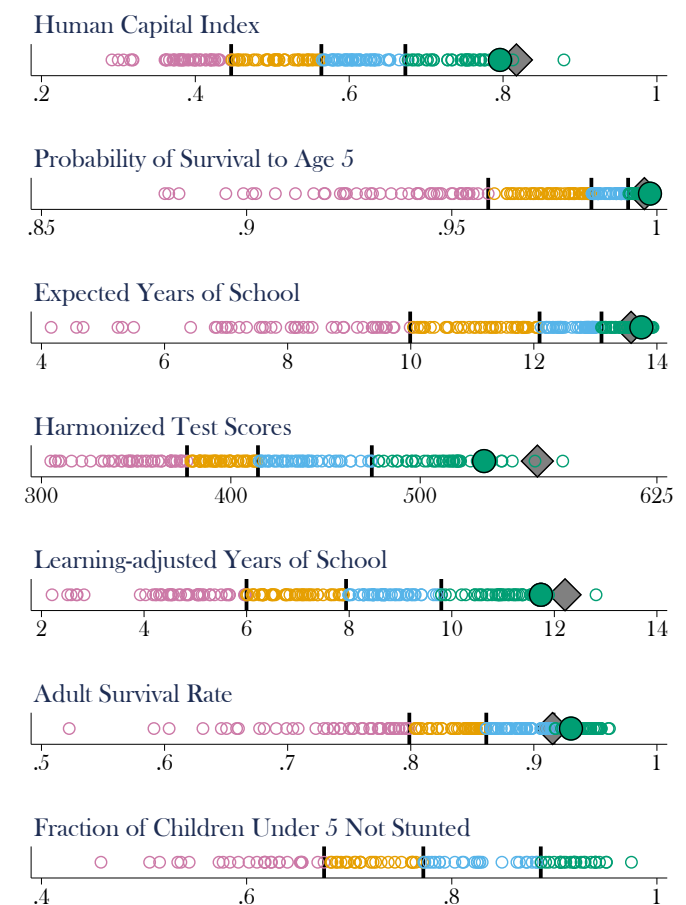 Human Capital Index
.2 .4 .6 .8 1
Probability of Survival to Age 5
.85 .9 .95 1
Expected Years of School
4 6 8 10 12 14
Harmonized Test Scores
300 400 500 625
Learning-adjusted Years of School
2 4 6 8 10 12 14
Adult Survival Rate
.5 .6 .7 .8 .9 1
Fraction of Children Under 5 Not Stunted
.4 .6 .8 1